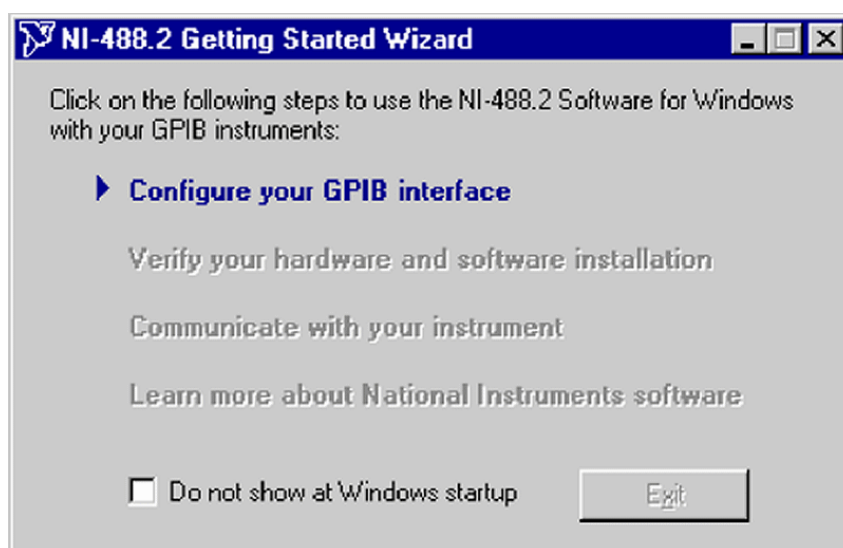 NI-488.2 Getting Started Wizard
Click on the following steps to use the NI-488.2 Software for Windows
with your GPIB instruments:
Configure your GPIB interface
Verify your hardware and software installation
Communicate with your instrument
Learn more about National Instruments software
Do not show at Windows startup
Exit